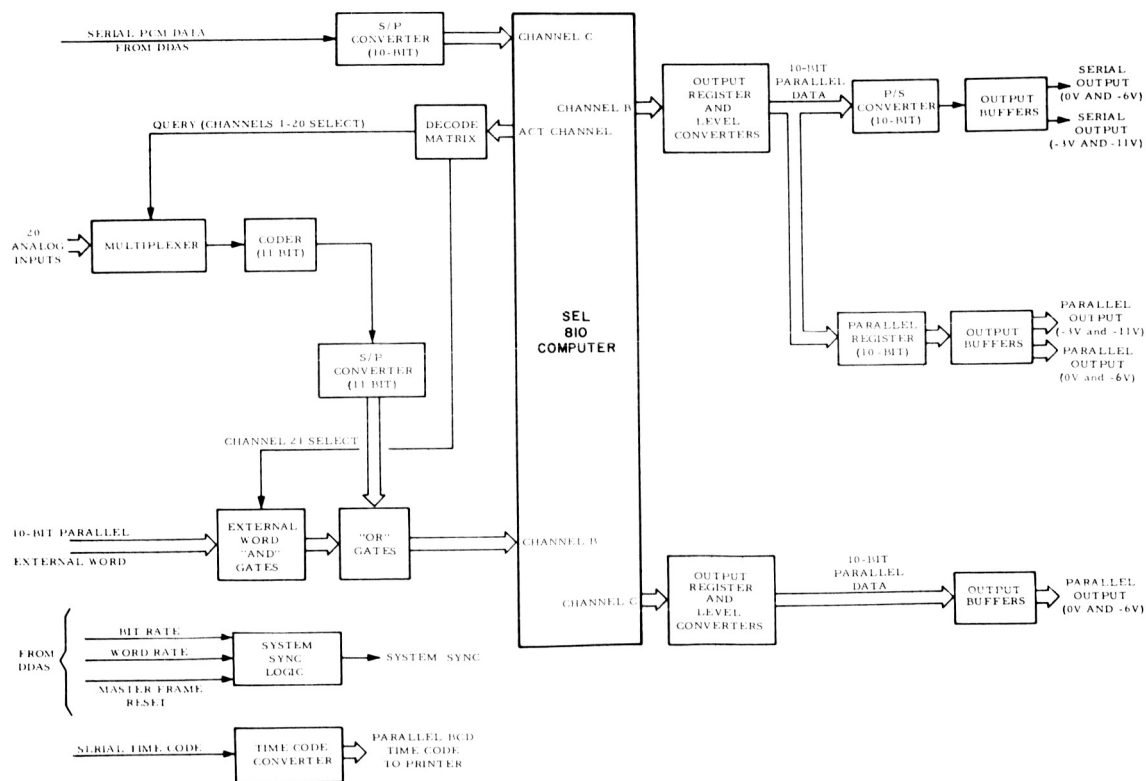 SERIAL PCM DATA
FROM DDAS
S/P
CONVERTER
(10-BIT)
CHANNEL C
QUERY (CHANNELS 1-20 SELECT)
DECODE
MATRIX
ACT CHANNEL
CHANNEL B
OUTPUT
REGISTER
AND
LEVEL
CONVERTERS
10-BIT
PARALLEL
DATA
P/S
CONVERTER
(10-BIT)
OUTPUT
BUFFERS
SERIAL
OUTPUT
(0V AND -6V)
SERIAL
OUTPUT
(-3V AND -11V)
20
ANALOG
INPUTS
MULTIPLEXER
CODER
(11 BIT)
S/P
CONVERTER
(11 BIT)
SEL
810
COMPUTER
PARALLEL
REGISTER
(10-BIT)
OUTPUT
BUFFERS
PARALLEL
OUTPUT
(-3V and -11V)
PARALLEL
OUTPUT
(0V and -6V)
CHANNEL 21 SELECT
10-BIT PARALLEL
EXTERNAL WORD
EXTERNAL
WORD
"AND"
GATES
"OR"
GATES
CHANNEL B
CHANNEL C
OUTPUT
REGISTER
AND
LEVEL
CONVERTERS
10-BIT
PARALLEL
DATA
OUTPUT
BUFFERS
PARALLEL
OUTPUT
(0V AND -6V)
FROM
DDAS
BIT RATE
WORD RATE
MASTER FRAME
RESET
SYSTEM
SYNC
LOGIC
SYSTEM SYNC
SERIAL TIME CODE
TIME CODE
CONVERTER
PARALLEL BCD
TIME CODE
TO PRINTER